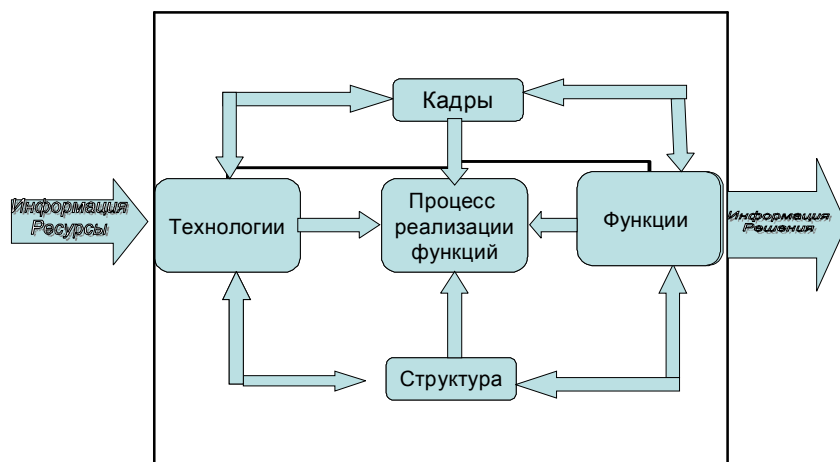 Кадры
Информация
Ресурсы
Технологии
Процесс
реализации
функций
Функции
Информация
Решения
Структура